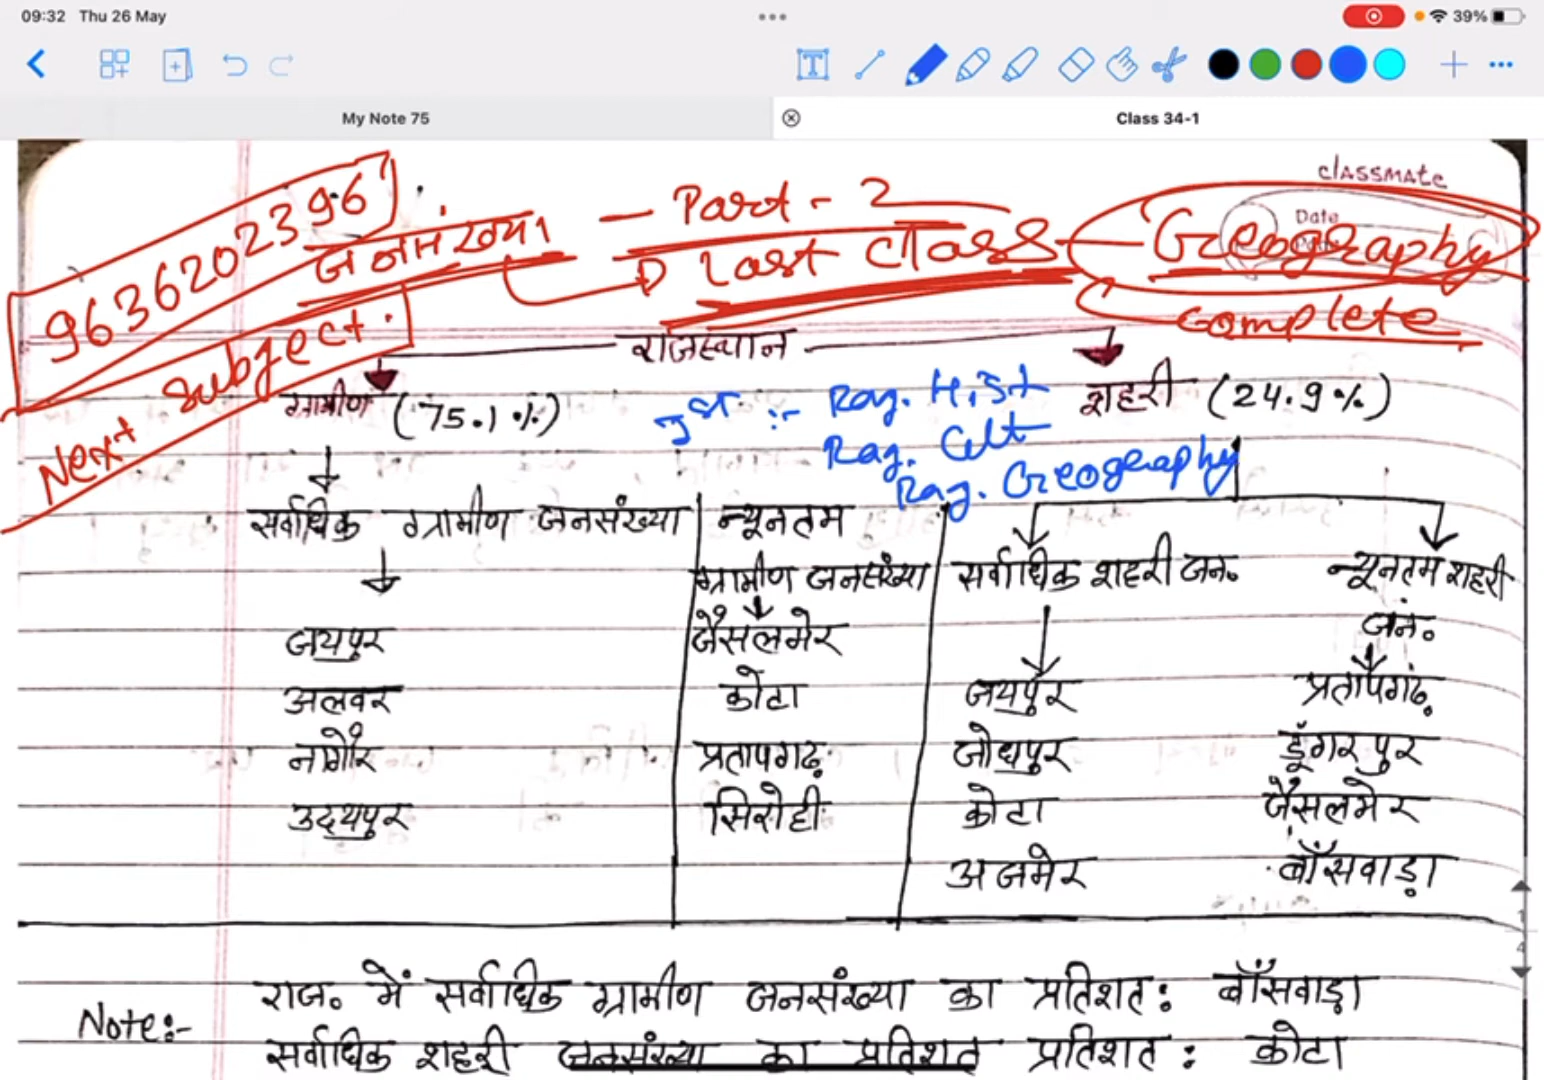 09:32 Thu 26 May
39%
My Note 75
Class 34-1
classmate
Date
9636202396
जनसंख्या - Part - 2
Last Class - Geography
Complete
Next Subject.
राजस्थान
ग्रामीण (75.1%)
शहरी (24.9%)
Ist :- Raj. Hist
Raj. Cult
Raj. Geography
सर्वाधिक ग्रामीण जनसंख्या
जयपुर
अलवर
नागौर
उदयपुर
न्यूनतम
ग्रामीण जनसंख्या
जैसलमेर
कोटा
प्रतापगढ़
सिरोही
सर्वाधिक शहरी जन॰
जयपुर
जोधपुर
कोटा
अजमेर
न्यूनतम शहरी
जन॰
प्रतापगढ़
डूंगरपुर
जैसलमेर
बाँसवाड़ा
Note:- राज॰ में सर्वाधिक ग्रामीण जनसंख्या का प्रतिशत : बाँसवाड़ा
सर्वाधिक शहरी जनसंख्या का प्रतिशत प्रतिशत : कोटा